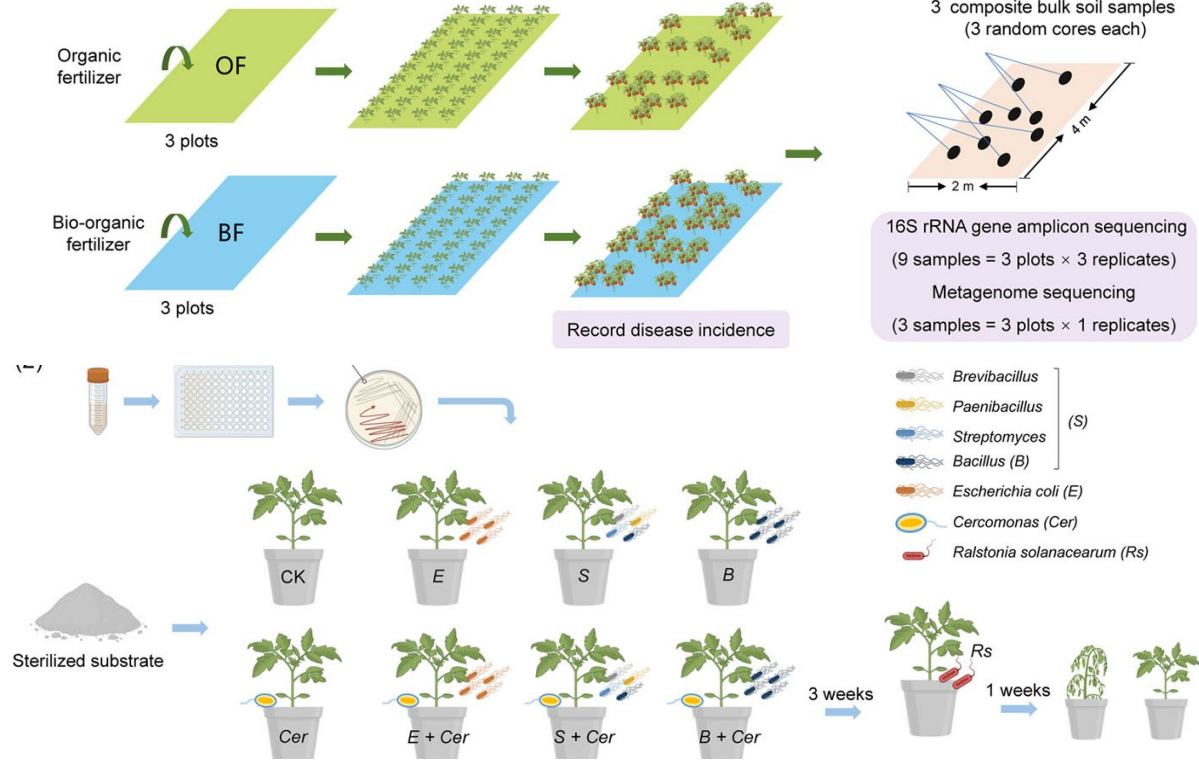 3 composite bulk soil samples
(3 random cores each)
Organic
fertilizer
OF
3 plots
4 m
2 m
Bio-organic
fertilizer
BF
3 plots
Record disease incidence
16S rRNA gene amplicon sequencing
(9 samples = 3 plots × 3 replicates)
Metagenome sequencing
(3 samples = 3 plots × 1 replicates)
(2)
Brevibacillus
Paenibacillus
Streptomyces
Bacillus (B)
(S)
Escherichia coli (E)
Cercomonas (Cer)
Ralstonia solanacearum (Rs)
CK
E
S
B
Sterilized substrate
Cer
E + Cer
S + Cer
B + Cer
3 weeks
Rs
1 weeks